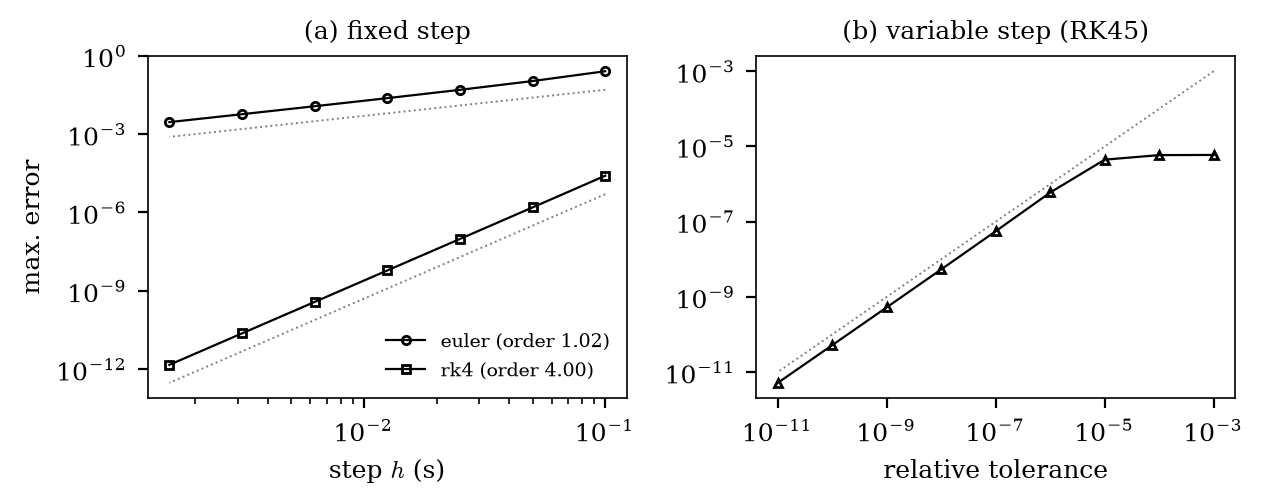 (a) fixed step
max. error
10⁰
10⁻³
10⁻⁶
10⁻⁹
10⁻¹²
euler (order 1.02)
rk4 (order 4.00)
10⁻²
10⁻¹
step h (s)
(b) variable step (RK45)
10⁻³
10⁻⁵
10⁻⁷
10⁻⁹
10⁻¹¹
10⁻¹¹
10⁻⁹
10⁻⁷
10⁻⁵
10⁻³
relative tolerance